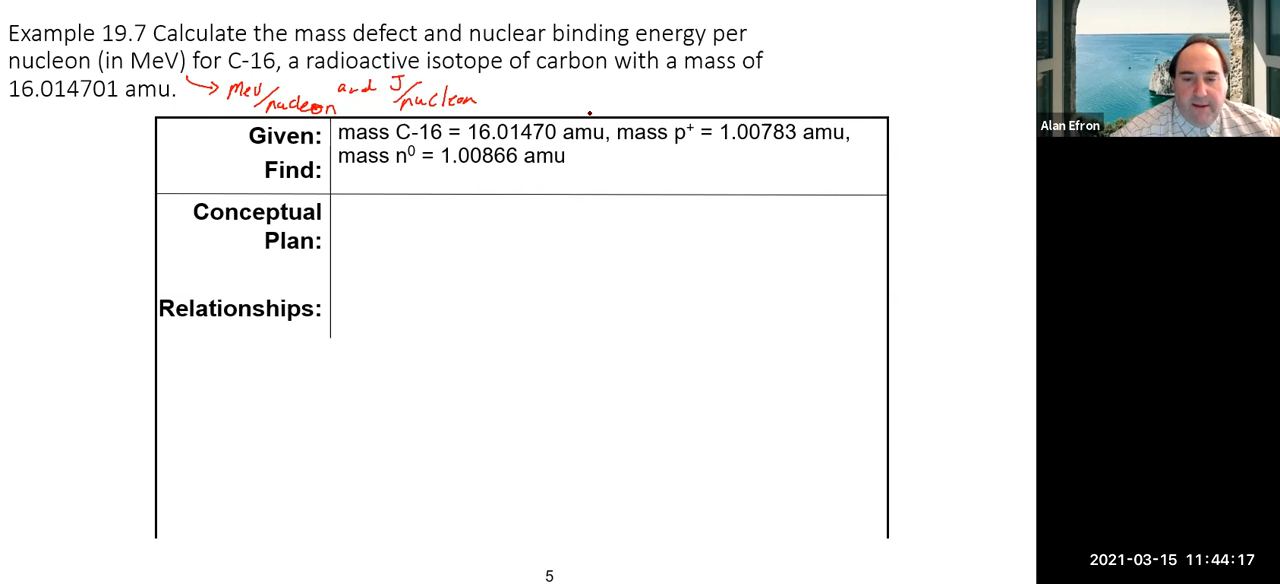 Example 19.7 Calculate the mass defect and nuclear binding energy per
nucleon (in MeV) for C-16, a radioactive isotope of carbon with a mass of
16.014701 amu.
→ MeV/nucleon and J/nucleon
Given: mass C-16 = 16.01470 amu, mass p⁺ = 1.00783 amu,
mass n⁰ = 1.00866 amu
Find:
Conceptual
Plan:
Relationships:
5
Alan Efron
2021-03-15 11:44:17